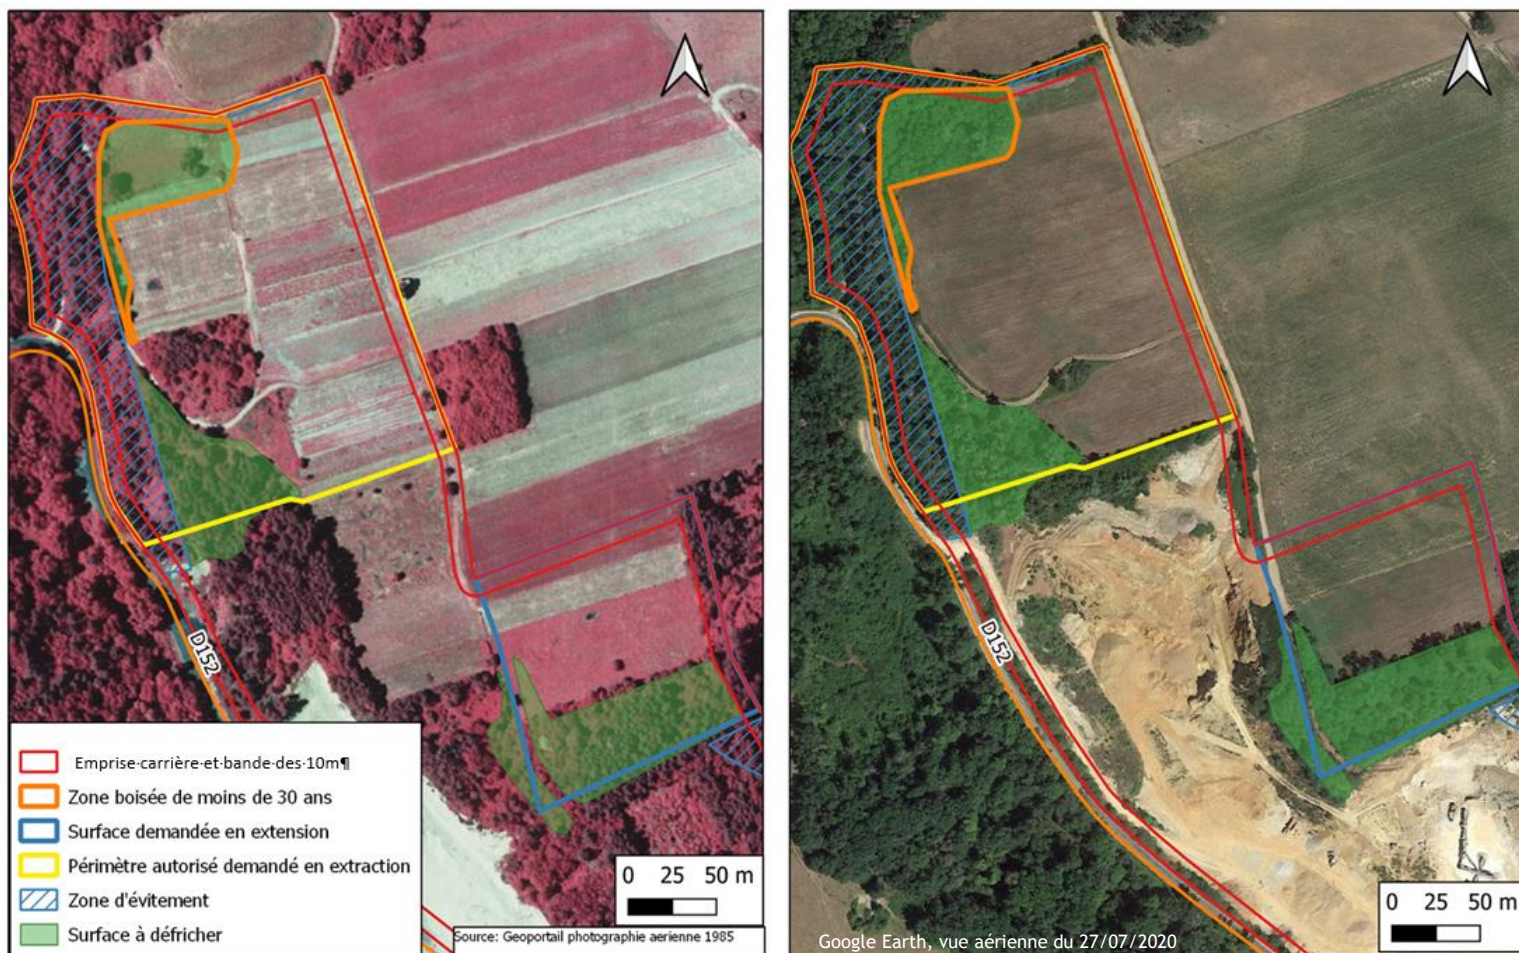 D152
Emprise·carrière·et·bande·des·10m¶
Zone boisée de moins de 30 ans
Surface demandée en extension
Périmètre autorisé demandé en extraction
Zone d'évitement
Surface à défricher
0 25 50 m
Source: Geoportail photographie aerienne 1985
D152
0 25 50 m
Google Earth, vue aérienne du 27/07/2020